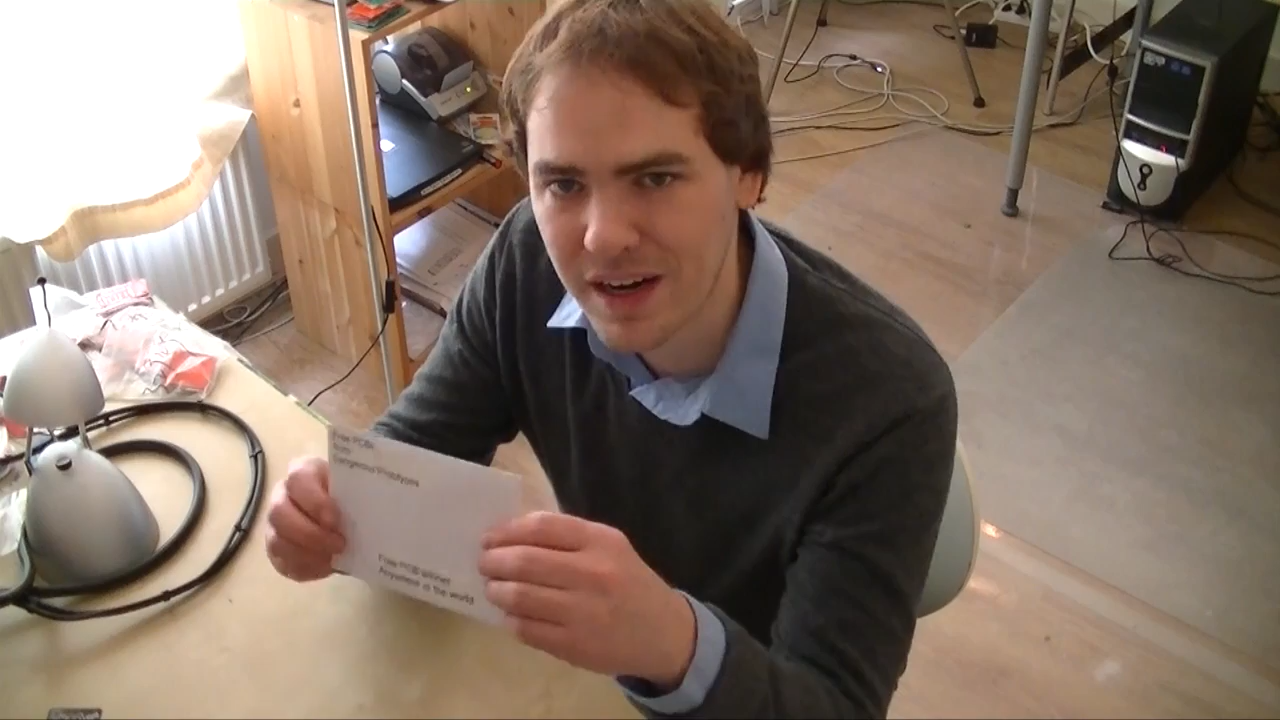 Free PCBs
from
Dangerous Prototypes
Free PCB winner
Anywhere in the world